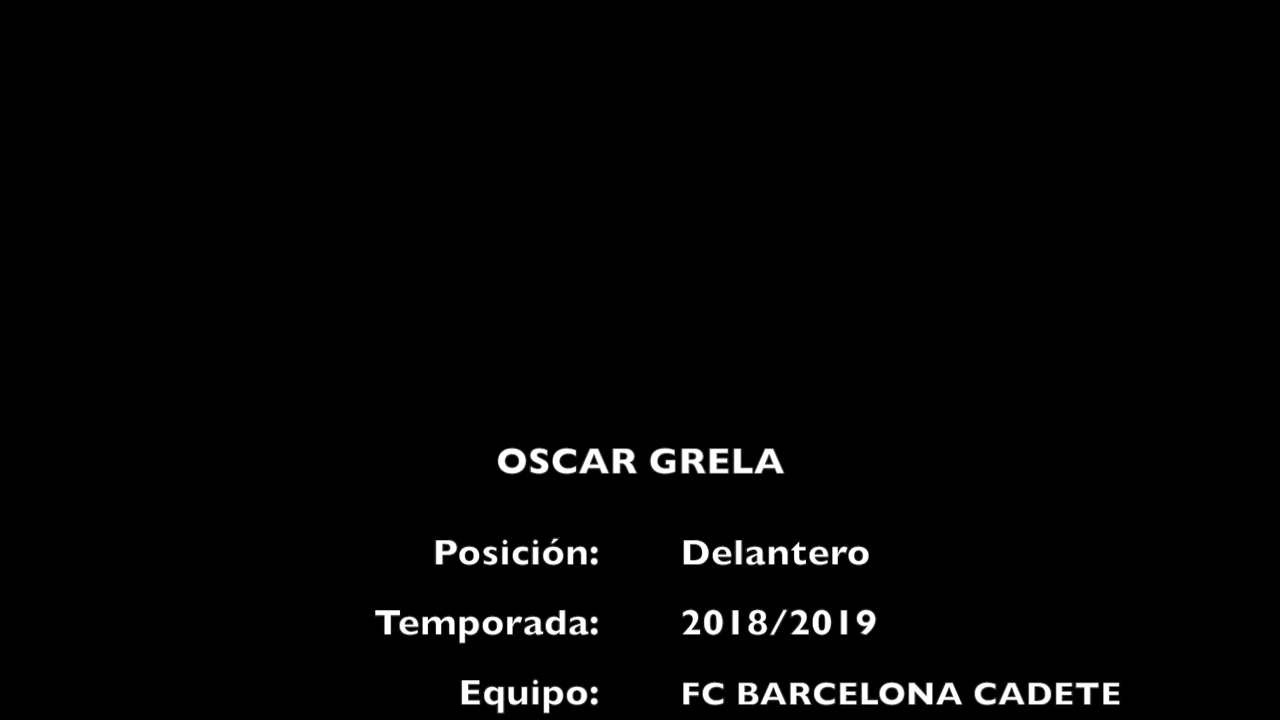 OSCAR GRELA
Posición: Delantero
Temporada: 2018/2019
Equipo: FC BARCELONA CADETE